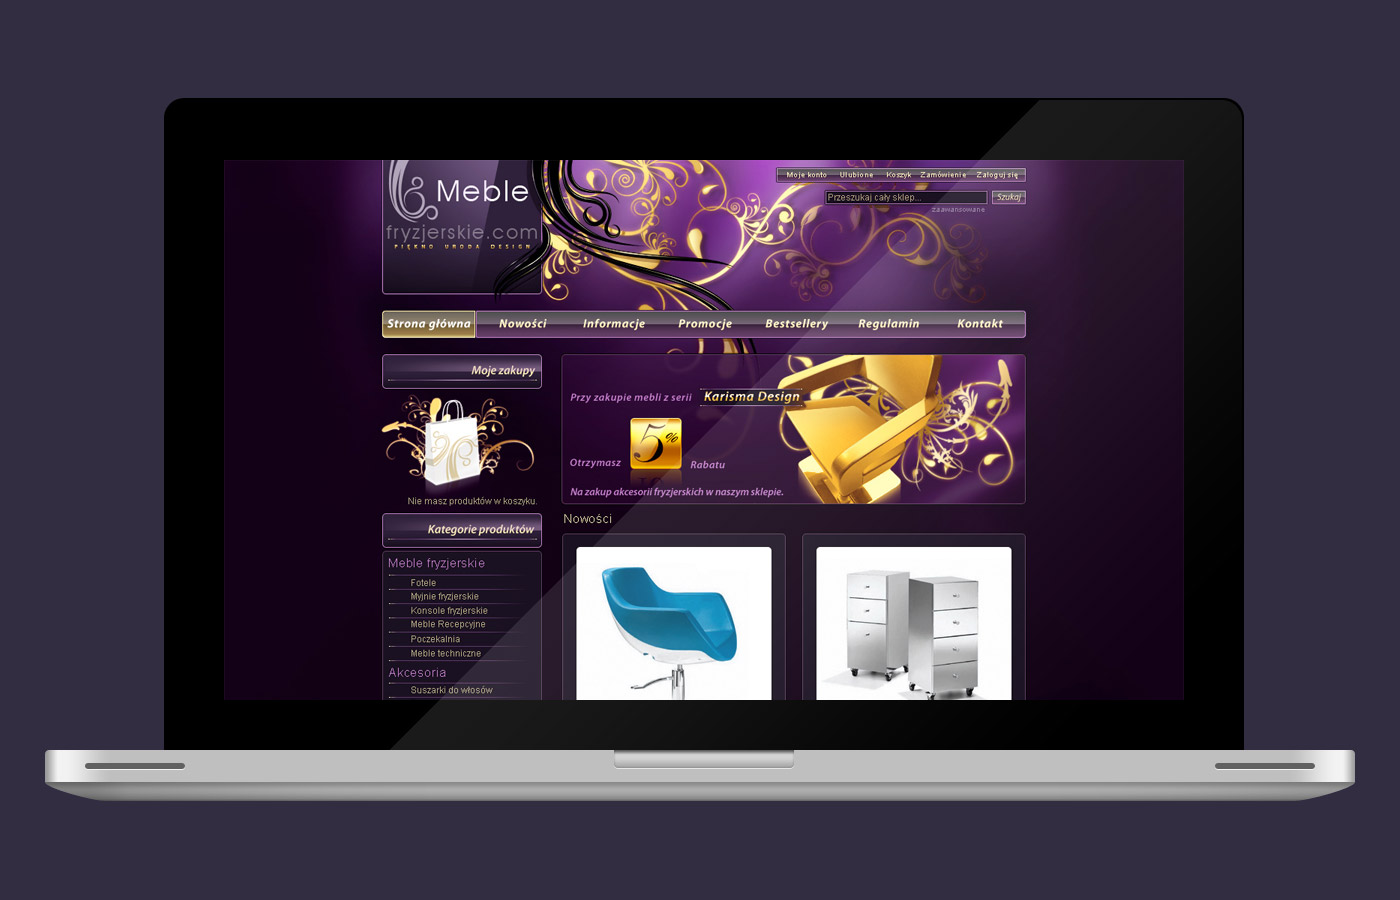 Meble
fryzjerskie.com
PIĘKNO URODA DESIGN
Moje konto Ulubione Koszyk Zamówienie Zaloguj się
Przeszukaj cały sklep... Szukaj
zaawansowane
Strona główna Nowości Informacje Promocje Bestsellery Regulamin Kontakt
Moje zakupy
Nie masz produktów w koszyku.
Kategorie produktów
Meble fryzjerskie
Fotele
Myjnie fryzjerskie
Konsole fryzjerskie
Meble Recepcyjne
Poczekalnia
Meble techniczne
Akcesoria
Suszarki do włosów
Przy zakupie mebli z serii Karisma Design
Otrzymasz 5% Rabatu
Na zakup akcesorii fryzjerskich w naszym sklepie.
Nowości